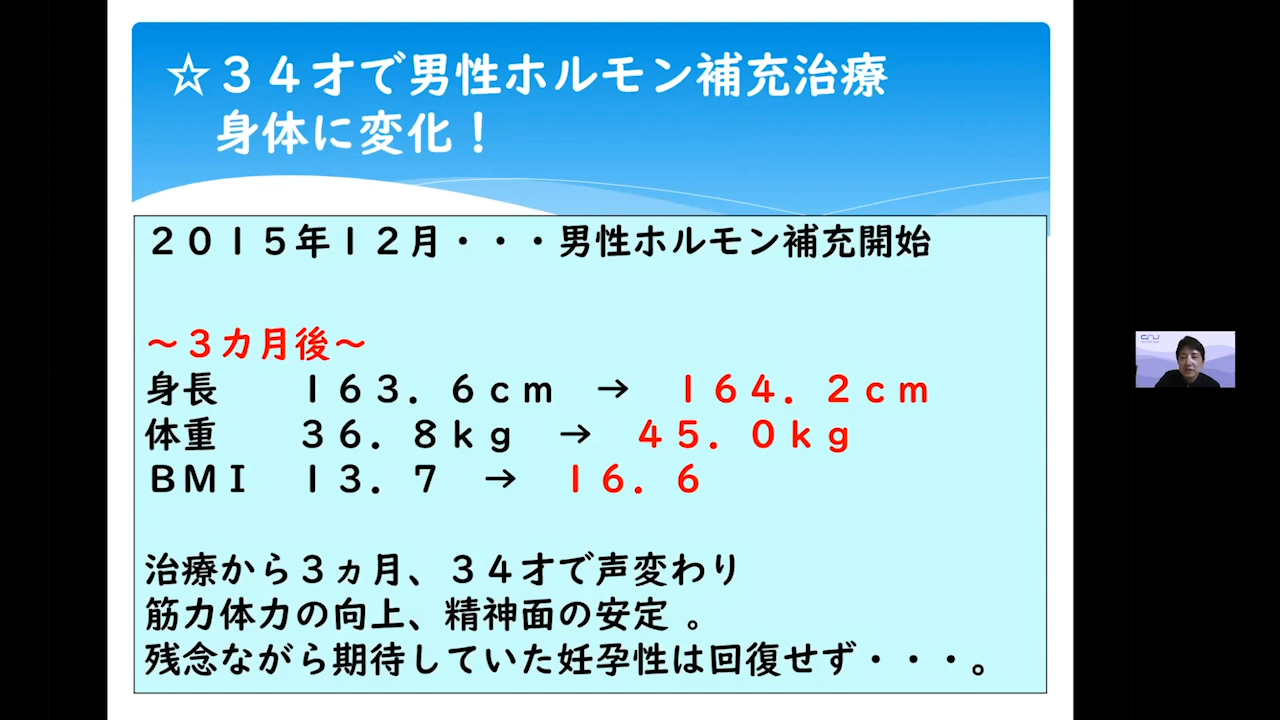 ☆３４才で男性ホルモン補充治療
身体に変化！
２０１５年１２月・・・男性ホルモン補充開始
～３カ月後～
身長　１６３．６ｃｍ　→　１６４．２ｃｍ
体重　３６．８ｋｇ　→　４５．０ｋｇ
ＢＭＩ　１３．７　→　１６．６
治療から３ヵ月、３４才で声変わり
筋力体力の向上、精神面の安定 。
残念ながら期待していた妊孕性は回復せず・・・。